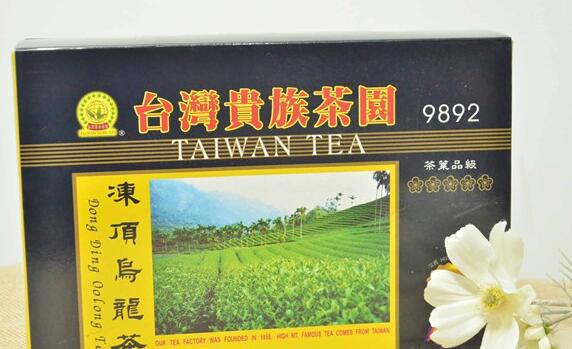 台灣貴族茶園
9892
TAIWAN TEA
茶葉品級
凍頂烏龍茶
Dong Ding Oolong Te
OUR TEA FACTORY WAS FOUNDED IN 1958. HIGH MT. FAMOUS TEA COMES FROM TAIWAN.